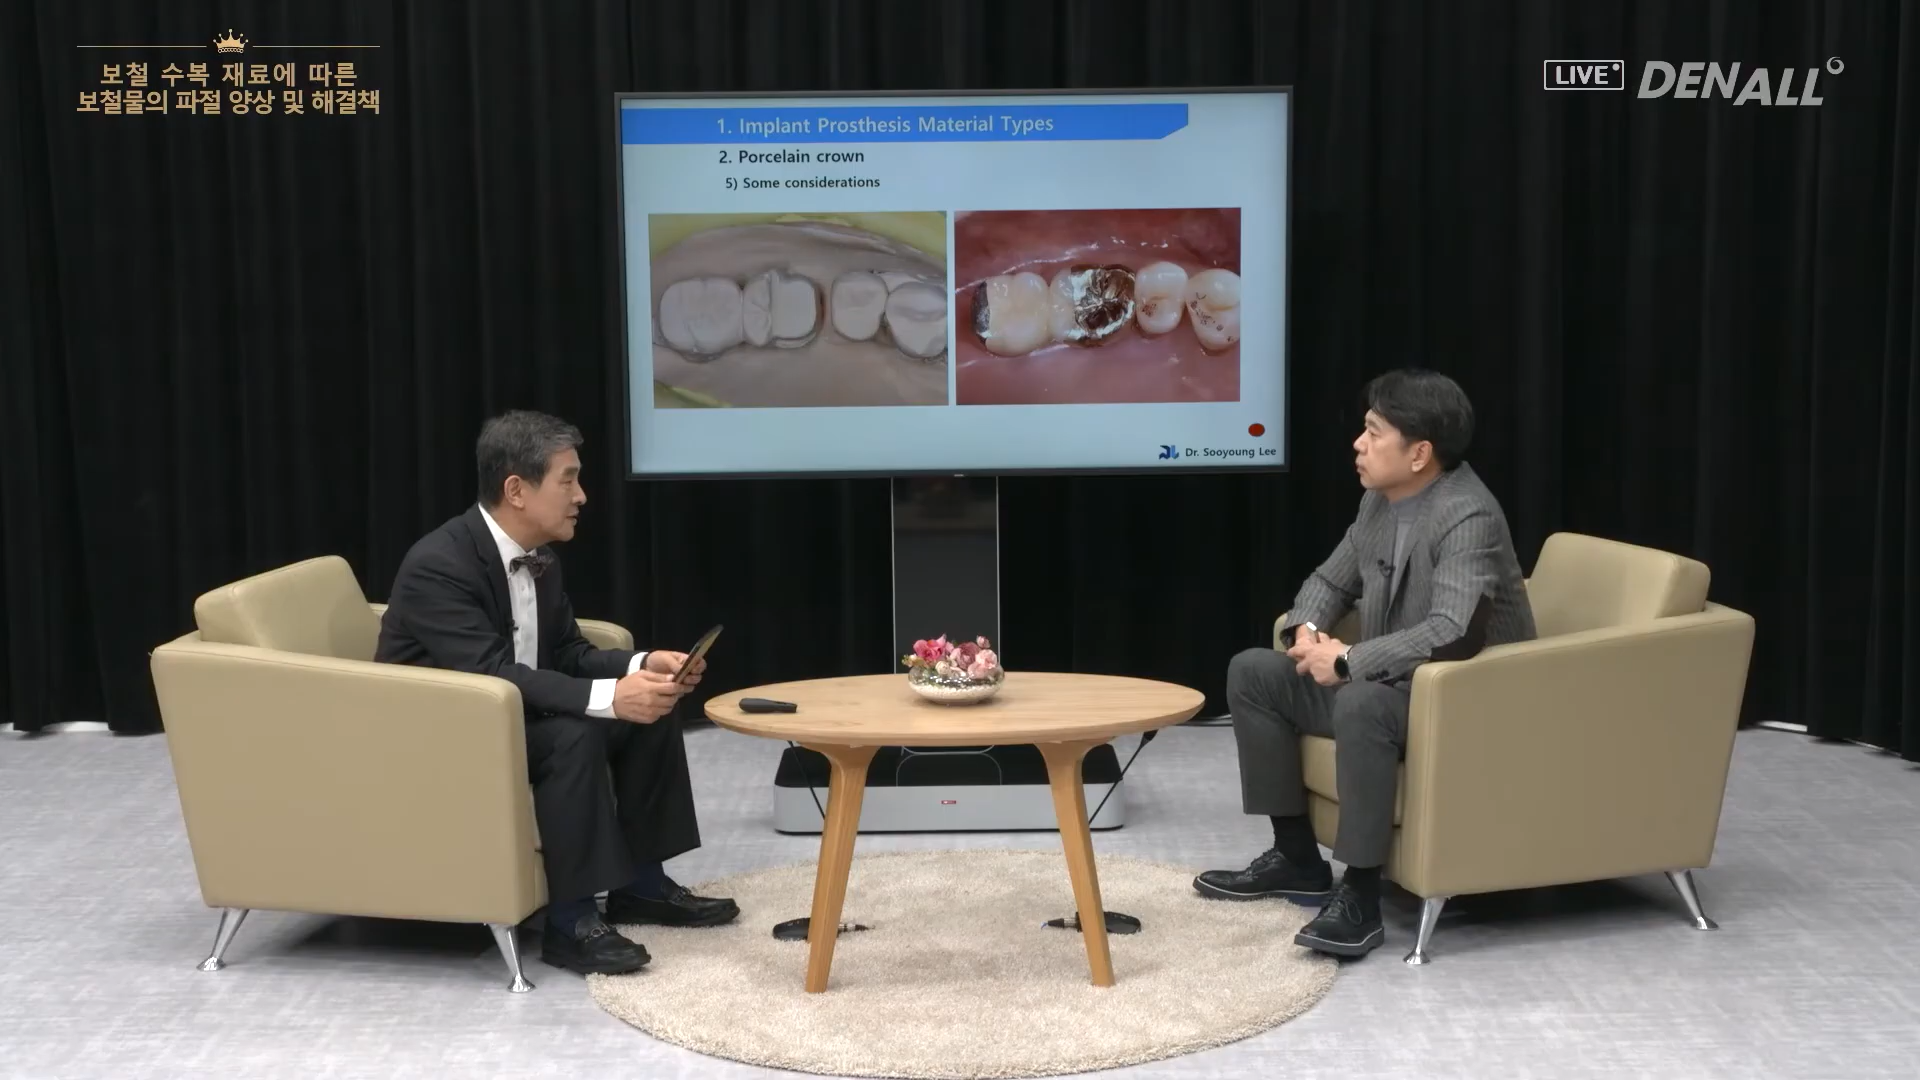 보철 수복 재료에 따른
보철물의 파절 양상 및 해결책
LIVE
DENALL
1. Implant Prosthesis Material Types
2. Porcelain crown
5) Some considerations
Dr. Sooyoung Lee